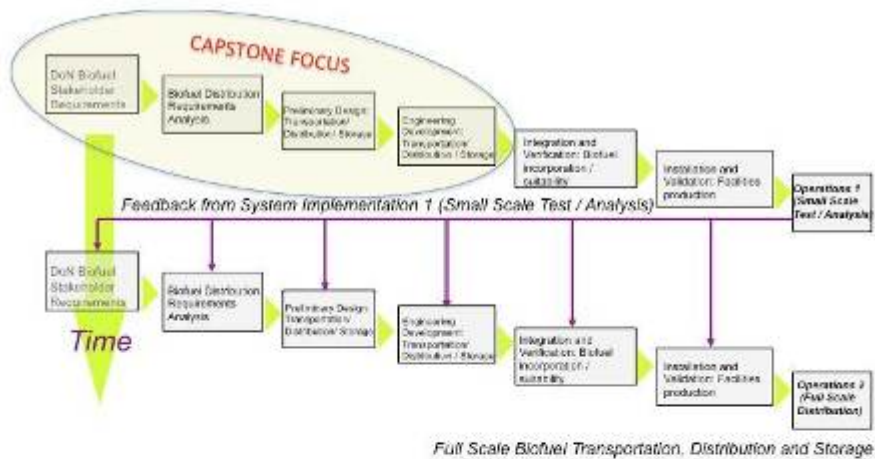 CAPSTONE FOCUS
DoN Biofuel
Stakeholder
Requirements
Biofuel Distribution
Requirements
Analysis
Preliminary Design:
Transportation/
Distribution/ Storage
Engineering
Development:
Transportation/
Distribution / Storage
Integration and
Verification: Biofuel
incorporation /
suitability
Installation and
Validation: Facilities
production
Operations 1
(Small Scale
Test / Analysis)
Feedback from System Implementation 1 (Small Scale Test / Analysis)
DoN Biofuel
Stakeholder
Requirements
Biofuel Distribution
Requirements
Analysis
Preliminary Design
Transportation/
Distribution/ Storage
Engineering
Development:
Transportation/
Distribution / Storage
Integration and
Verification: Biofuel
incorporation /
suitability
Installation and
Validation: Facilities
production
Operations 2
(Full Scale
Distribution)
Time
Full Scale Biofuel Transportation, Distribution and Storage